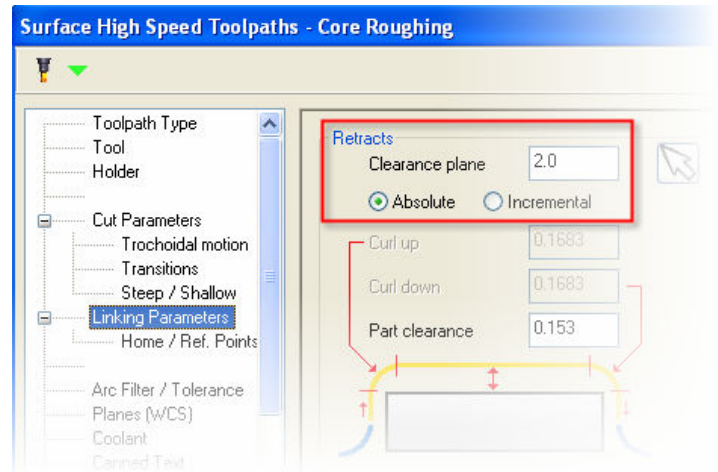 Surface High Speed Toolpaths - Core Roughing
Toolpath Type
Tool
Holder
Cut Parameters
Trochoidal motion
Transitions
Steep / Shallow
Linking Parameters
Home / Ref. Points
Arc Filter / Tolerance
Planes (WCS)
Coolant
Canned Text
Retracts
Clearance plane 2.0
Absolute Incremental
Curl up 0.1683
Curl down 0.1683
Part clearance 0.153